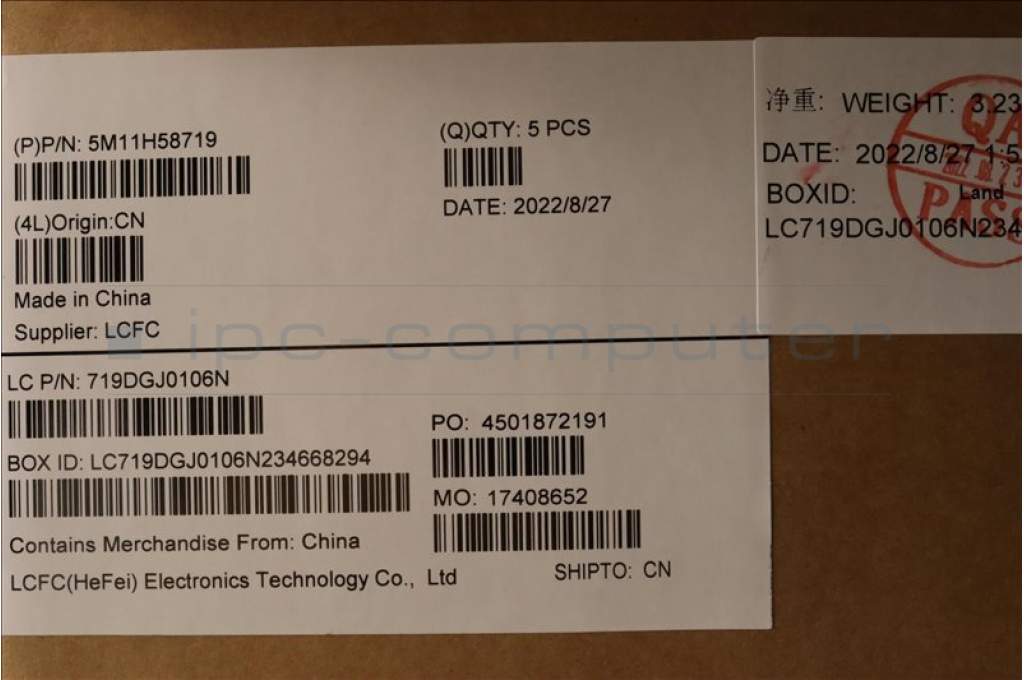 (P)P/N: 5M11H58719
(Q)QTY: 5 PCS
(4L)Origin:CN
DATE: 2022/8/27
Made in China
Supplier: LCFC
净重: WEIGHT: 3.23
DATE: 2022/8/27 1:5
BOXID: Land
LC719DGJ0106N234
QA
PASS
ipc-computer
LC P/N: 719DGJ0106N
PO: 4501872191
BOX ID: LC719DGJ0106N234668294
MO: 17408652
Contains Merchandise From: China
LCFC(HeFei) Electronics Technology Co., Ltd
SHIPTO: CN